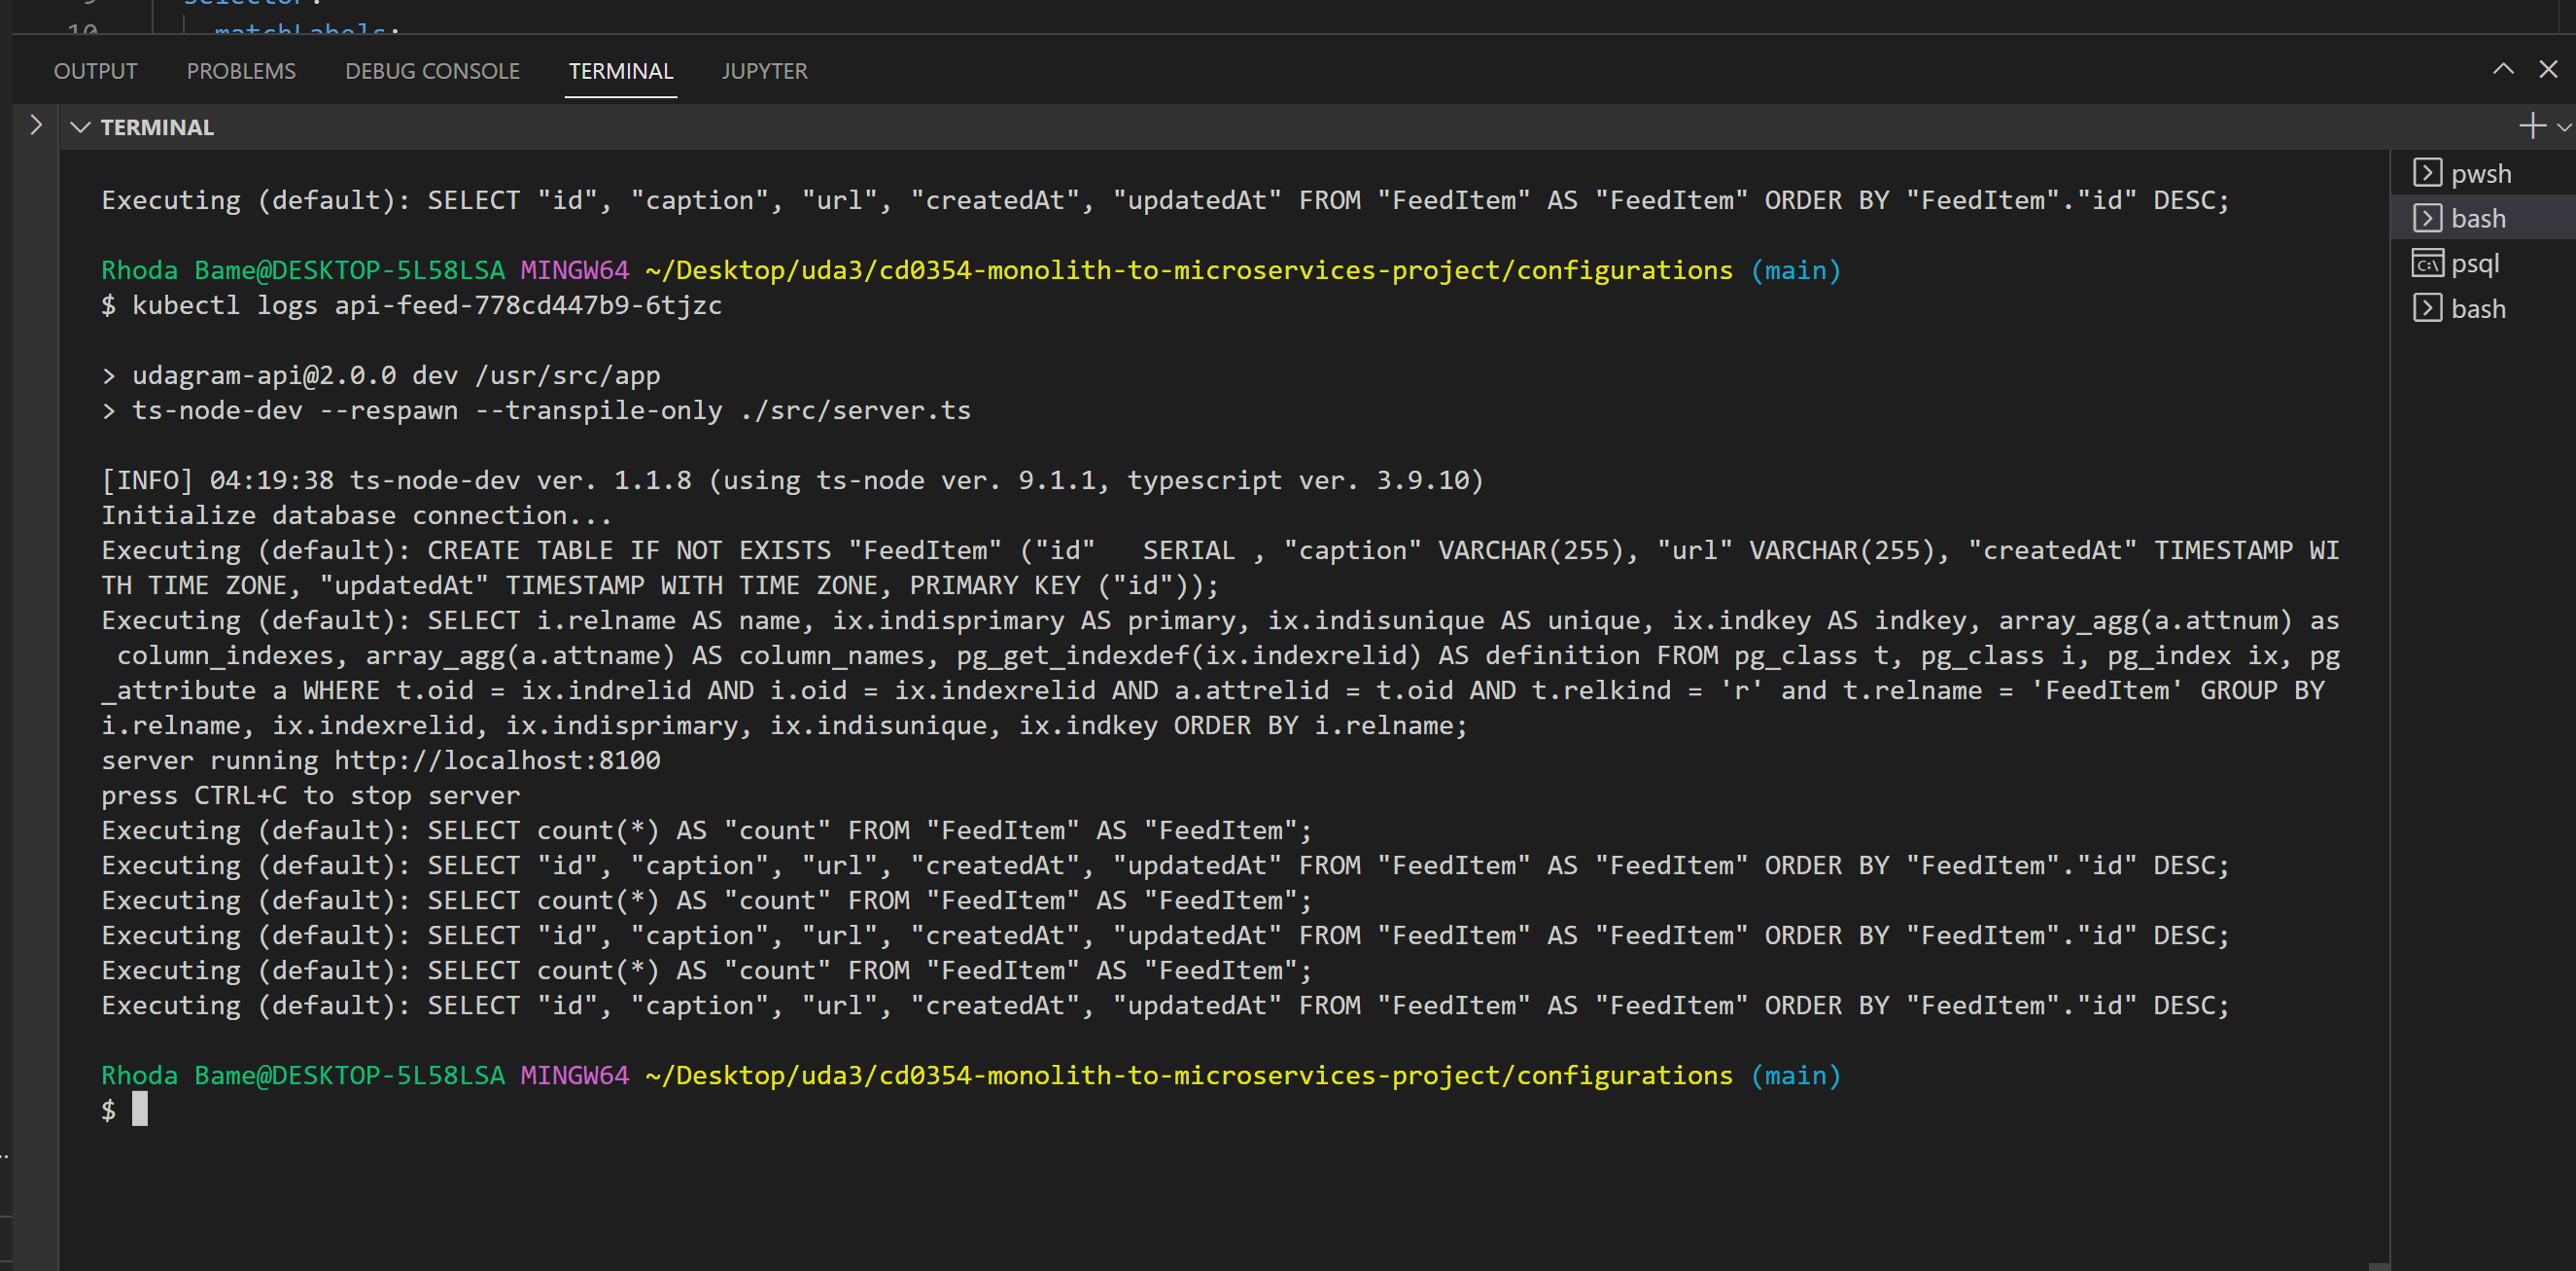 9 selector:
10 matchLabels:
OUTPUT PROBLEMS DEBUG CONSOLE TERMINAL JUPYTER
TERMINAL
Executing (default): SELECT "id", "caption", "url", "createdAt", "updatedAt" FROM "FeedItem" AS "FeedItem" ORDER BY "FeedItem"."id" DESC;
Rhoda Bame@DESKTOP-5L58LSA MINGW64 ~/Desktop/uda3/cd0354-monolith-to-microservices-project/configurations (main)
$ kubectl logs api-feed-778cd447b9-6tjzc
> udagram-api@2.0.0 dev /usr/src/app
> ts-node-dev --respawn --transpile-only ./src/server.ts
[INFO] 04:19:38 ts-node-dev ver. 1.1.8 (using ts-node ver. 9.1.1, typescript ver. 3.9.10)
Initialize database connection...
Executing (default): CREATE TABLE IF NOT EXISTS "FeedItem" ("id"   SERIAL , "caption" VARCHAR(255), "url" VARCHAR(255), "createdAt" TIMESTAMP WI
TH TIME ZONE, "updatedAt" TIMESTAMP WITH TIME ZONE, PRIMARY KEY ("id"));
Executing (default): SELECT i.relname AS name, ix.indisprimary AS primary, ix.indisunique AS unique, ix.indkey AS indkey, array_agg(a.attnum) as
 column_indexes, array_agg(a.attname) AS column_names, pg_get_indexdef(ix.indexrelid) AS definition FROM pg_class t, pg_class i, pg_index ix, pg
_attribute a WHERE t.oid = ix.indrelid AND i.oid = ix.indexrelid AND a.attrelid = t.oid AND t.relkind = 'r' and t.relname = 'FeedItem' GROUP BY
i.relname, ix.indexrelid, ix.indisprimary, ix.indisunique, ix.indkey ORDER BY i.relname;
server running http://localhost:8100
press CTRL+C to stop server
Executing (default): SELECT count(*) AS "count" FROM "FeedItem" AS "FeedItem";
Executing (default): SELECT "id", "caption", "url", "createdAt", "updatedAt" FROM "FeedItem" AS "FeedItem" ORDER BY "FeedItem"."id" DESC;
Executing (default): SELECT count(*) AS "count" FROM "FeedItem" AS "FeedItem";
Executing (default): SELECT "id", "caption", "url", "createdAt", "updatedAt" FROM "FeedItem" AS "FeedItem" ORDER BY "FeedItem"."id" DESC;
Executing (default): SELECT count(*) AS "count" FROM "FeedItem" AS "FeedItem";
Executing (default): SELECT "id", "caption", "url", "createdAt", "updatedAt" FROM "FeedItem" AS "FeedItem" ORDER BY "FeedItem"."id" DESC;
Rhoda Bame@DESKTOP-5L58LSA MINGW64 ~/Desktop/uda3/cd0354-monolith-to-microservices-project/configurations (main)
$
pwsh
bash
psql
bash